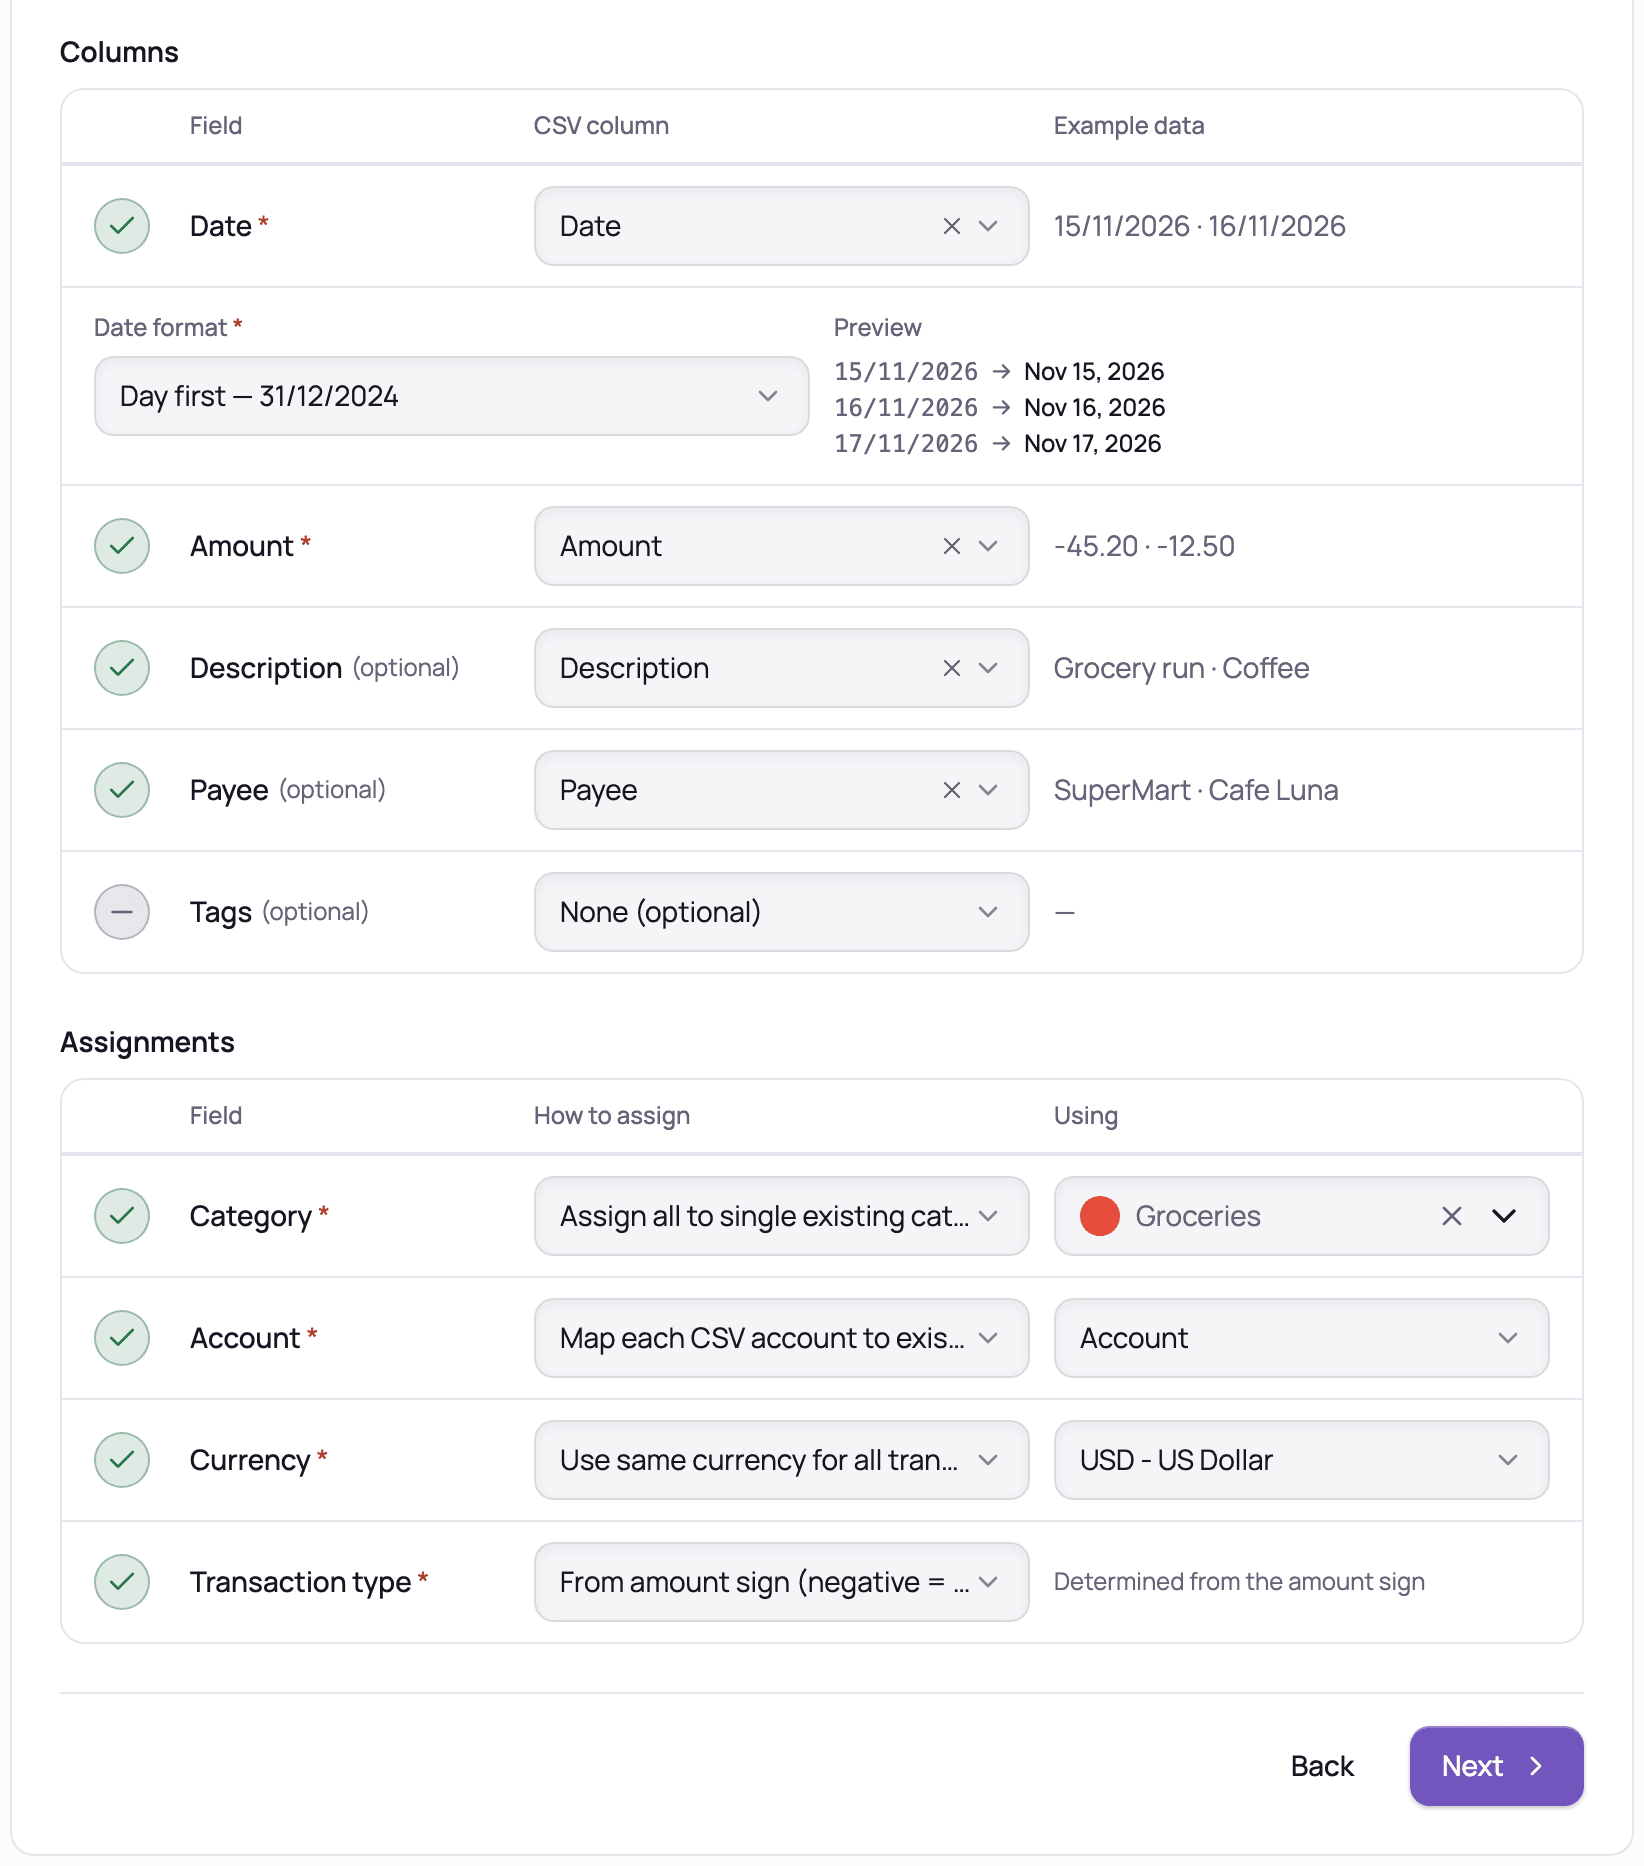 Columns
Field CSV column Example data
Date * Date 15/11/2026 · 16/11/2026
Date format * Preview
Day first — 31/12/2024
15/11/2026 → Nov 15, 2026
16/11/2026 → Nov 16, 2026
17/11/2026 → Nov 17, 2026
Amount * Amount -45.20 · -12.50
Description (optional) Description Grocery run · Coffee
Payee (optional) Payee SuperMart · Cafe Luna
Tags (optional) None (optional) —
Assignments
Field How to assign Using
Category * Assign all to single existing cat... Groceries
Account * Map each CSV account to exis... Account
Currency * Use same currency for all tran... USD - US Dollar
Transaction type * From amount sign (negative = ... Determined from the amount sign
Back Next